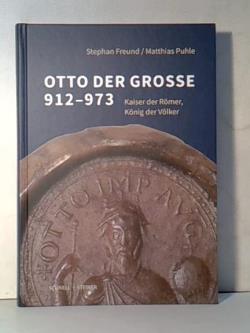 Stephan Freund / Matthias Puhle
OTTO DER GROSSE
912–973
Kaiser der Römer,
König der Völker
OTTO IMP AVG
SCHNELL + STEINER